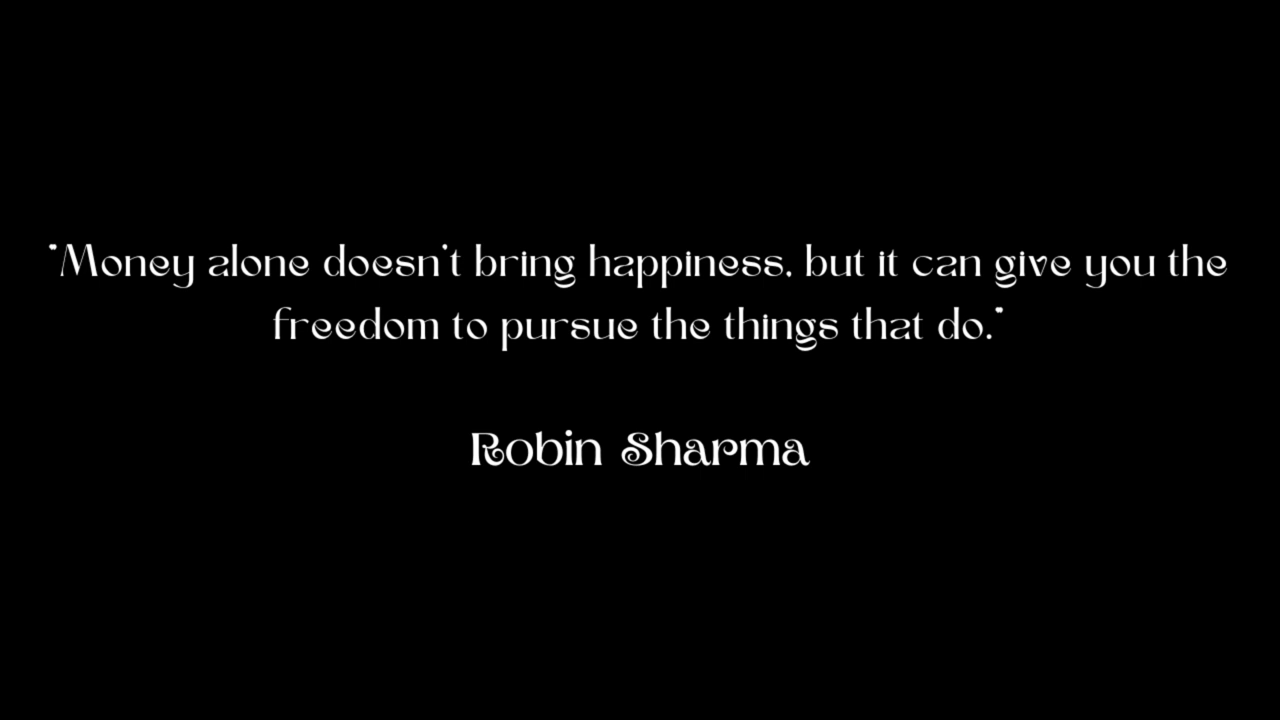 "Money alone doesn't bring happiness, but it can give you the
freedom to pursue the things that do."
Robin Sharma